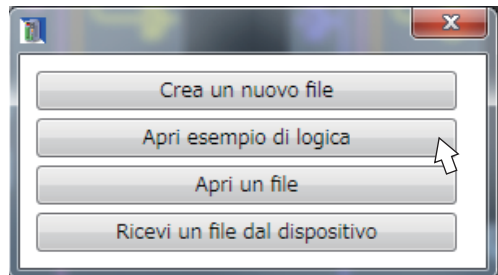 Crea un nuovo file
Apri esempio di logica
Apri un file
Ricevi un file dal dispositivo